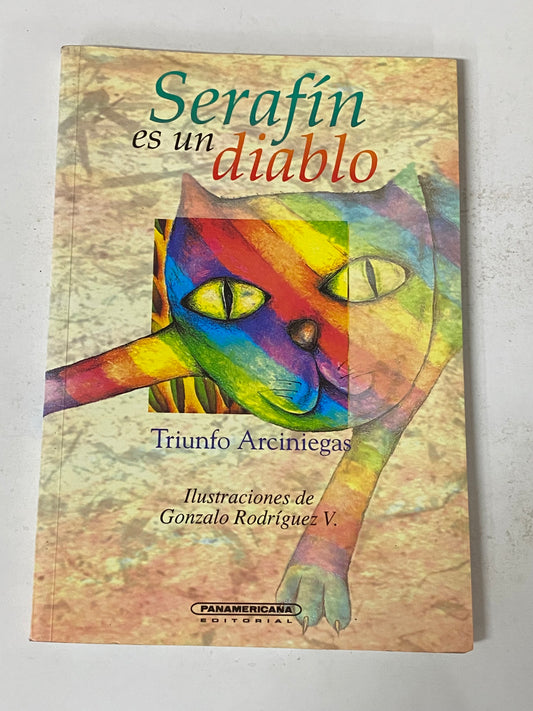 Serafín
es un diablo
Triunfo Arciniegas
Ilustraciones de
Gonzalo Rodríguez V.
PANAMERICANA
EDITORIAL